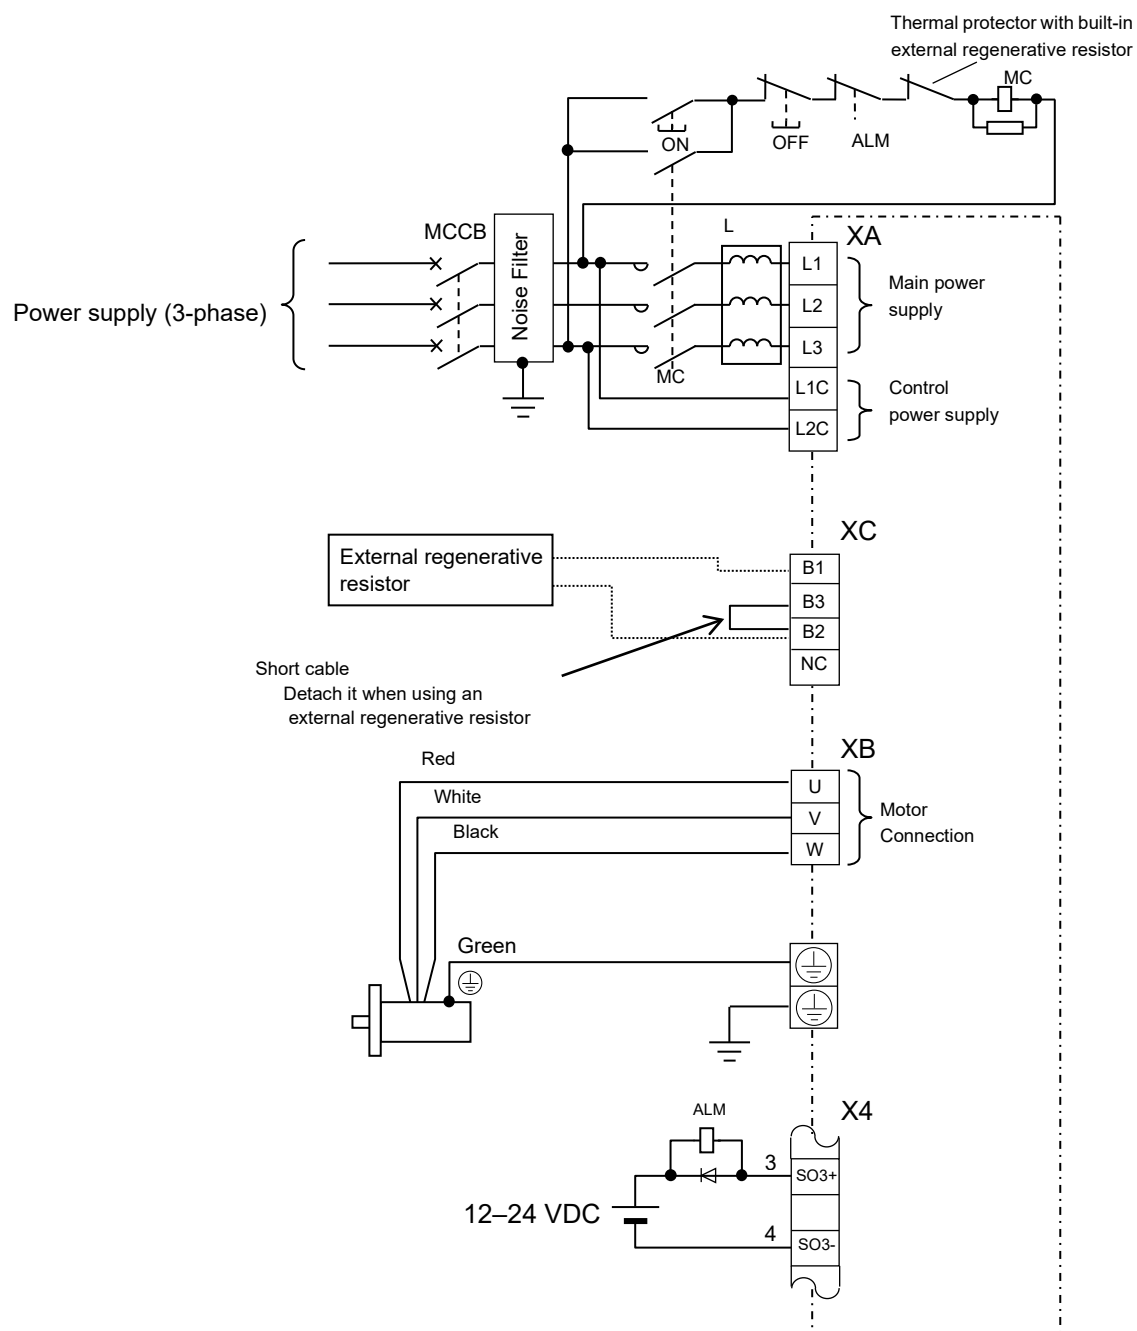 Thermal protector with built-in
external regenerative resistor
MC
ON
OFF
ALM
MCCB
Noise Filter
L
XA
Power supply (3-phase)
L1
L2
L3
Main power
supply
MC
L1C
L2C
Control
power supply
XC
External regenerative
resistor
B1
B3
B2
NC
Short cable
Detach it when using an
external regenerative resistor
XB
Red
White
Black
U
V
W
Motor
Connection
Green
X4
ALM
3
SO3+
12–24 VDC
4
SO3-